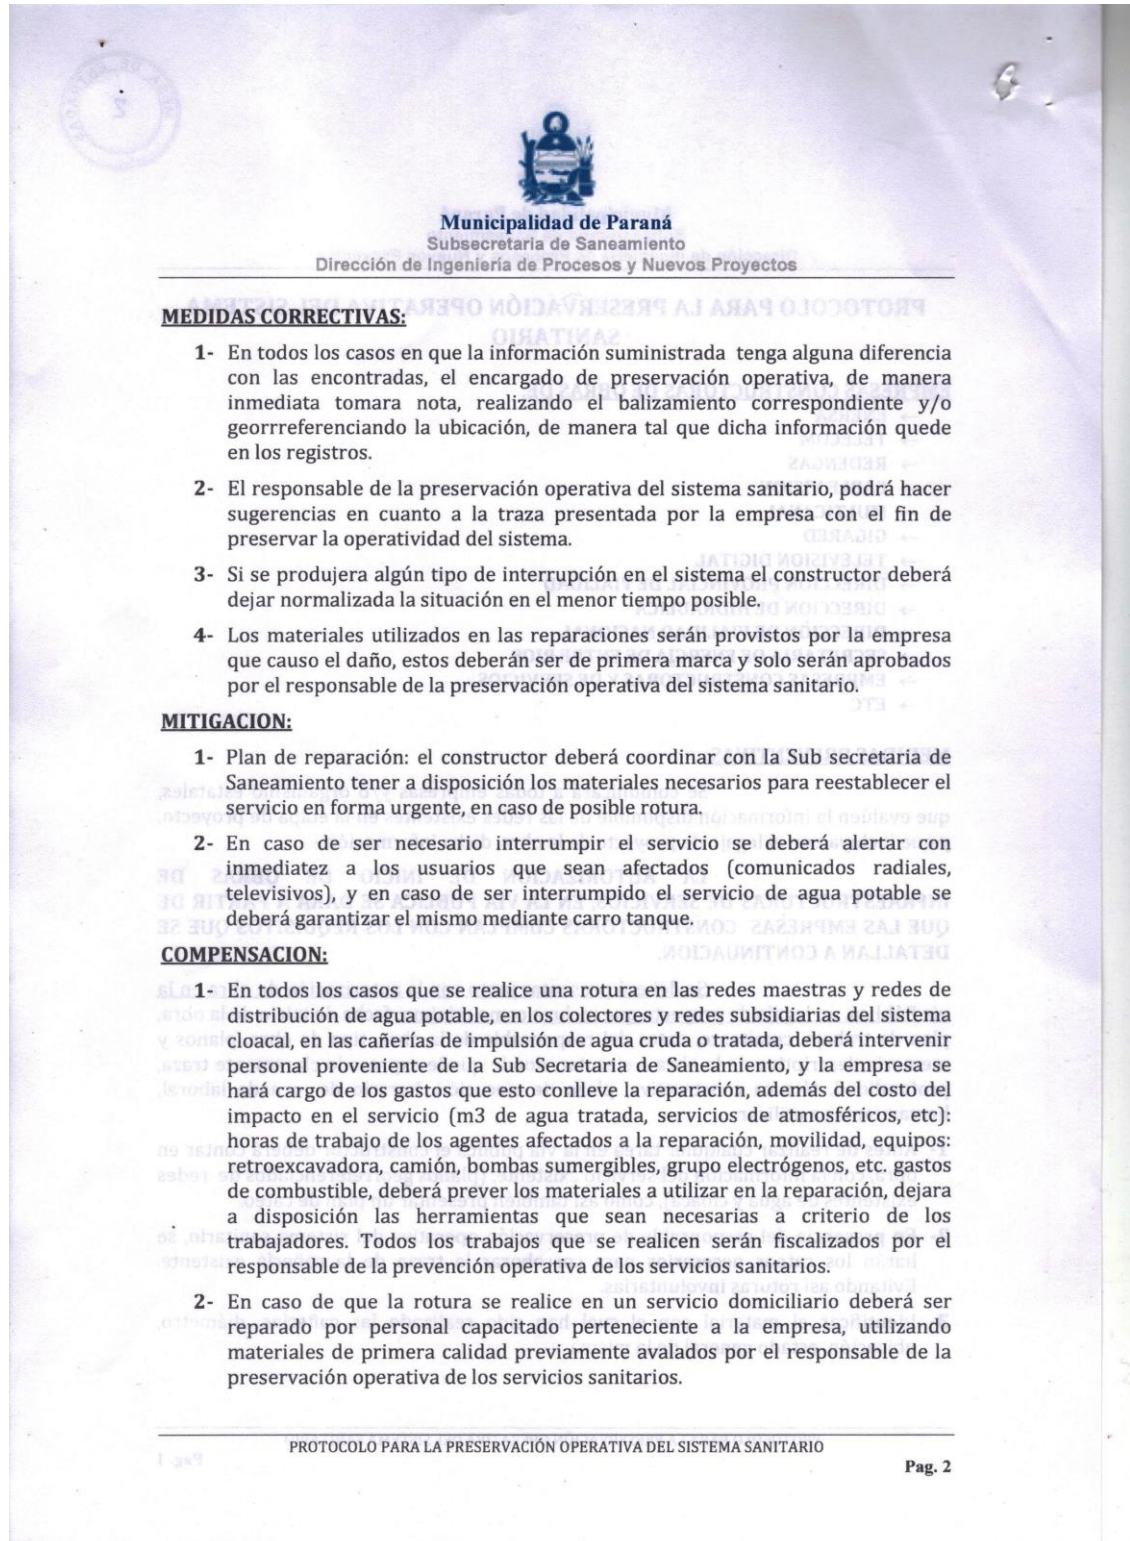 Municipalidad de Paraná
Subsecretaria de Saneamiento
Dirección de Ingeniería de Procesos y Nuevos Proyectos
MEDIDAS CORRECTIVAS:
1- En todos los casos en que la información suministrada tenga alguna diferencia
con las encontradas, el encargado de preservación operativa, de manera
inmediata tomara nota, realizando el balizamiento correspondiente y/o
georrreferenciando la ubicación, de manera tal que dicha información quede
en los registros.
2- El responsable de la preservación operativa del sistema sanitario, podrá hacer
sugerencias en cuanto a la traza presentada por la empresa con el fin de
preservar la operatividad del sistema.
3- Si se produjera algún tipo de interrupción en el sistema el constructor deberá
dejar normalizada la situación en el menor tiempo posible.
4- Los materiales utilizados en las reparaciones serán provistos por la empresa
que causo el daño, estos deberán ser de primera marca y solo serán aprobados
por el responsable de la preservación operativa del sistema sanitario.
MITIGACION:
1- Plan de reparación: el constructor deberá coordinar con la Sub secretaría de
Saneamiento tener a disposición los materiales necesarios para reestablecer el
servicio en forma urgente, en caso de posible rotura.
2- En caso de ser necesario interrumpir el servicio se deberá alertar con
inmediatez a los usuarios que sean afectados (comunicados radiales,
televisivos), y en caso de ser interrumpido el servicio de agua potable se
deberá garantizar el mismo mediante carro tanque.
COMPENSACION:
1- En todos los casos que se realice una rotura en las redes maestras y redes de
distribución de agua potable, en los colectores y redes subsidiarias del sistema
cloacal, en las cañerías de impulsión de agua cruda o tratada, deberá intervenir
personal proveniente de la Sub Secretaria de Saneamiento, y la empresa se
hará cargo de los gastos que esto conlleve la reparación, además del costo del
impacto en el servicio (m3 de agua tratada, servicios de atmosféricos, etc):
horas de trabajo de los agentes afectados a la reparación, movilidad, equipos:
retroexcavadora, camión, bombas sumergibles, grupo electrógenos, etc. gastos
de combustible, deberá prever los materiales a utilizar en la reparación, dejara
a disposición las herramientas que sean necesarias a criterio de los
trabajadores. Todos los trabajos que se realicen serán fiscalizados por el
responsable de la prevención operativa de los servicios sanitarios.
2- En caso de que la rotura se realice en un servicio domiciliario deberá ser
reparado por personal capacitado perteneciente a la empresa, utilizando
materiales de primera calidad previamente avalados por el responsable de la
preservación operativa de los servicios sanitarios.
PROTOCOLO PARA LA PRESERVACIÓN OPERATIVA DEL SISTEMA SANITARIO
Pag. 2